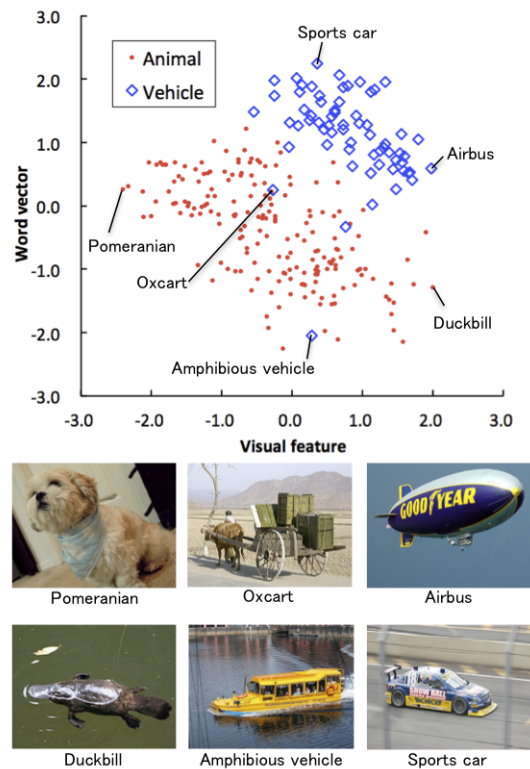 3.0
Sports car
Animal
Vehicle
2.0
1.0
Airbus
Word vector
0.0
Pomeranian
Oxcart
-1.0
Duckbill
-2.0
Amphibious vehicle
-3.0
-3.0 -2.0 -1.0 0.0 1.0 2.0 3.0
Visual feature
GOOD YEAR
Pomeranian Oxcart Airbus
SHOW BALL
Duckbill Amphibious vehicle Sports car